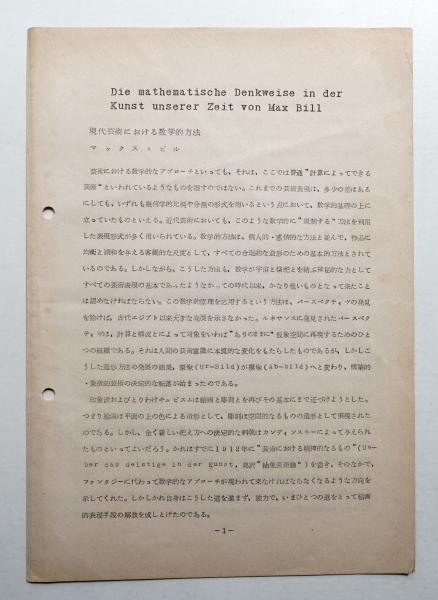 Die mathematische Denkweise in der
Kunst unserer Zeit von Max Bill
現代芸術における数学的方法
マックス・ビル
芸術における数学的なアプローチといっても、それは、ここでは普通"計算によってできる
芸術"といわれているようなものを指すのではない。これまでの芸術表現は、多少の差はある
にしても、いずれも幾何学的比例や分割の形式を用いるという点において、数学的基礎の上に
立っていたものといえる。近代芸術においても、このような数学的に"規制する"方法を利用
した表現形式が多く用いられている。数学的方法は、個人的・感情的な方法と並んで、作品に
均衡と調和を与える客観的な尺度として、すべての合理的な造形のための基本的方法とされて
いるのである。しかしながら、こうした方法も、数学が宇宙と築く神秘的な力として
すべての芸術表現の基本であったようなかつての時代以来、かなり乏しいものとなって来たこと
は認めなければならない。この数学的原理を応用するという方法は、パースペクティヴの発見
を除けば、古代エジプト以来大きな発展を示さなかった。ルネサンスに発見されたパースペク
ティヴは、計算と構成とによって対象をいわば"ありのままに"仮象空間に再現するためのひと
つの組織である。それは人間の芸術意識に本質的な変化をもたらしたものであるが、しかしこ
うした造形方法の発展の結果、原像(Ur-Bild)が模像(Ab-bild)へと変わり、構築的
・象徴的芸術の決定的な転落が始まったのである。
印象派およびとりわけキュビスムは絵画と彫刻とを再びその基本にまで近づけようとした。
つまり絵画は平面の上の色による造形として、彫刻は空間的なものの造形として実現された
のである。しかし、全く新しい把え方への決定的な刺戟はカンディンスキーによって与えられ
たものといってよいだろう。かれはすでに1912年に"芸術における精神的なもの"(Ue-
ber das geistige in der gunst,邦訳"抽象芸術論")を書き、そのなかで、
ファンタジーに代わって数学的なアプローチが現われて来なければならなくなるような方向を
示してくれた。しかしかれ自身はこうした道を進まず、独力で、いまひとつの道をとって絵画
的表現手段の解放を成しとげたのである。
—1—